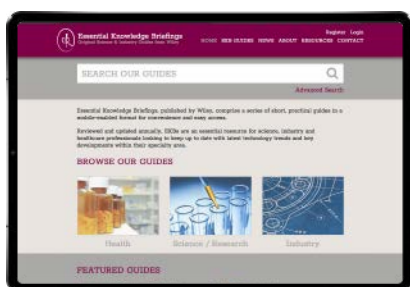 Register Login
Essential Knowledge Briefings
Original Science & Industry Guides from Wiley
HOME EKB GUIDES NEWS ABOUT RESOURCES CONTACT
SEARCH OUR GUIDES
Advanced Search
Essential Knowledge Briefings, published by Wiley, comprise a series of short, practical guides in a
mobile-enabled format for convenience and easy access.
Reviewed and updated annually, EKBs are an essential resource for science, industry and
healthcare professionals looking to keep up to date with latest technology trends and key
developments within their specialty area.
BROWSE OUR GUIDES
Health Science / Research Industry
FEATURED GUIDES